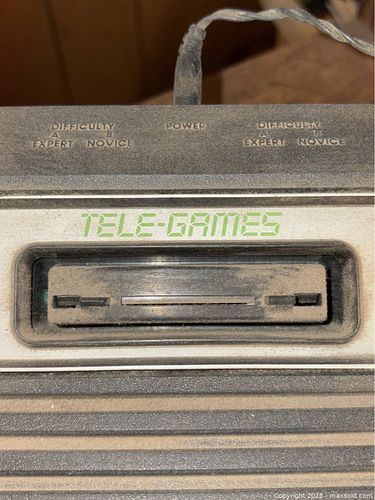 DIFFICULTY POWER DIFFICULTY
A B A B
EXPERT NOVICE EXPERT NOVICE
TELE-GAMES
Copyright 2023 - maxsold.com